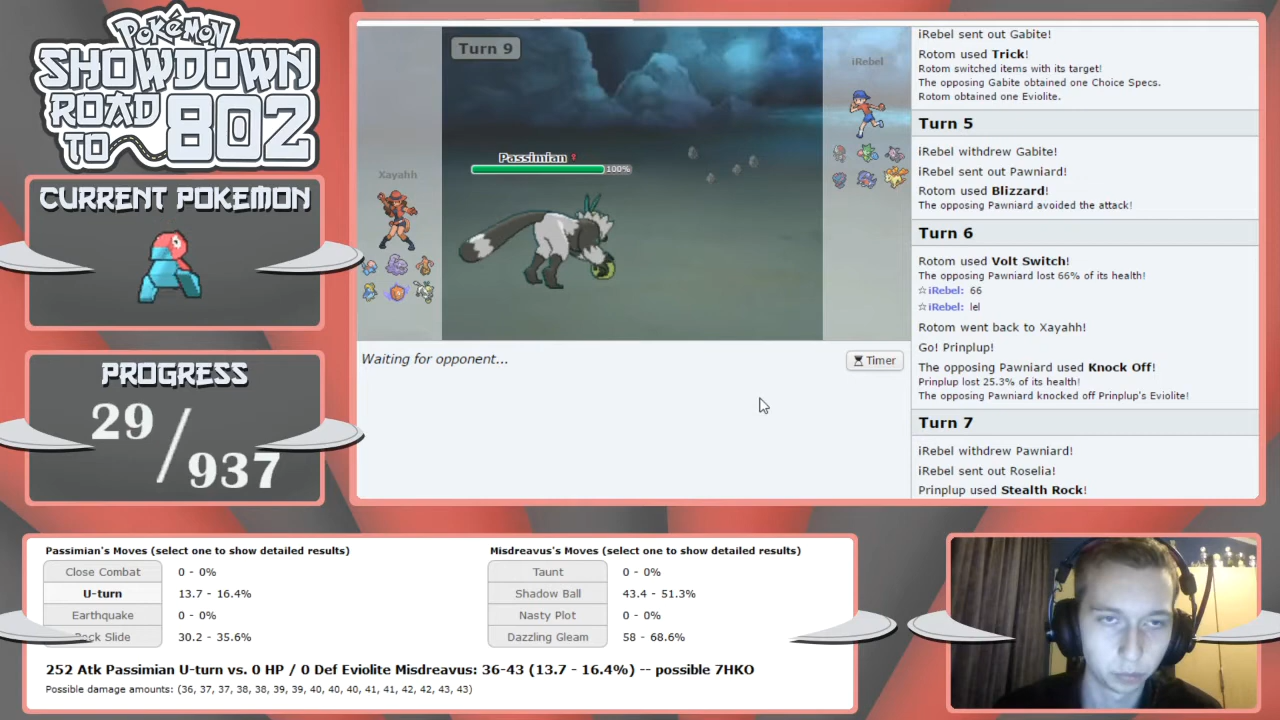 Pokémon
SHOWDOWN
ROAD
TO 802
CURRENT POKEMON
PROGRESS
29/937
Turn 9
Xayahh
iRebel
Passimian
100%
Waiting for opponent...
Timer
iRebel sent out Gabite!
Rotom used Trick!
Rotom switched items with its target!
The opposing Gabite obtained one Choice Specs.
Rotom obtained one Eviolite.
Turn 5
iRebel withdrew Gabite!
iRebel sent out Pawniard!
Rotom used Blizzard!
The opposing Pawniard avoided the attack!
Turn 6
Rotom used Volt Switch!
The opposing Pawniard lost 66% of its health!
☆iRebel: 66
☆iRebel: lel
Rotom went back to Xayahh!
Go! Prinplup!
The opposing Pawniard used Knock Off!
Prinplup lost 25.3% of its health!
The opposing Pawniard knocked off Prinplup's Eviolite!
Turn 7
iRebel withdrew Pawniard!
iRebel sent out Roselia!
Prinplup used Stealth Rock!
Passimian's Moves (select one to show detailed results)
Close Combat 0 - 0%
U-turn 13.7 - 16.4%
Earthquake 0 - 0%
Rock Slide 30.2 - 35.6%
Misdreavus's Moves (select one to show detailed results)
Taunt 0 - 0%
Shadow Ball 43.4 - 51.3%
Nasty Plot 0 - 0%
Dazzling Gleam 58 - 68.6%
252 Atk Passimian U-turn vs. 0 HP / 0 Def Eviolite Misdreavus: 36-43 (13.7 - 16.4%) -- possible 7HKO
Possible damage amounts: (36, 37, 37, 38, 38, 39, 39, 40, 40, 40, 41, 41, 42, 42, 43, 43)